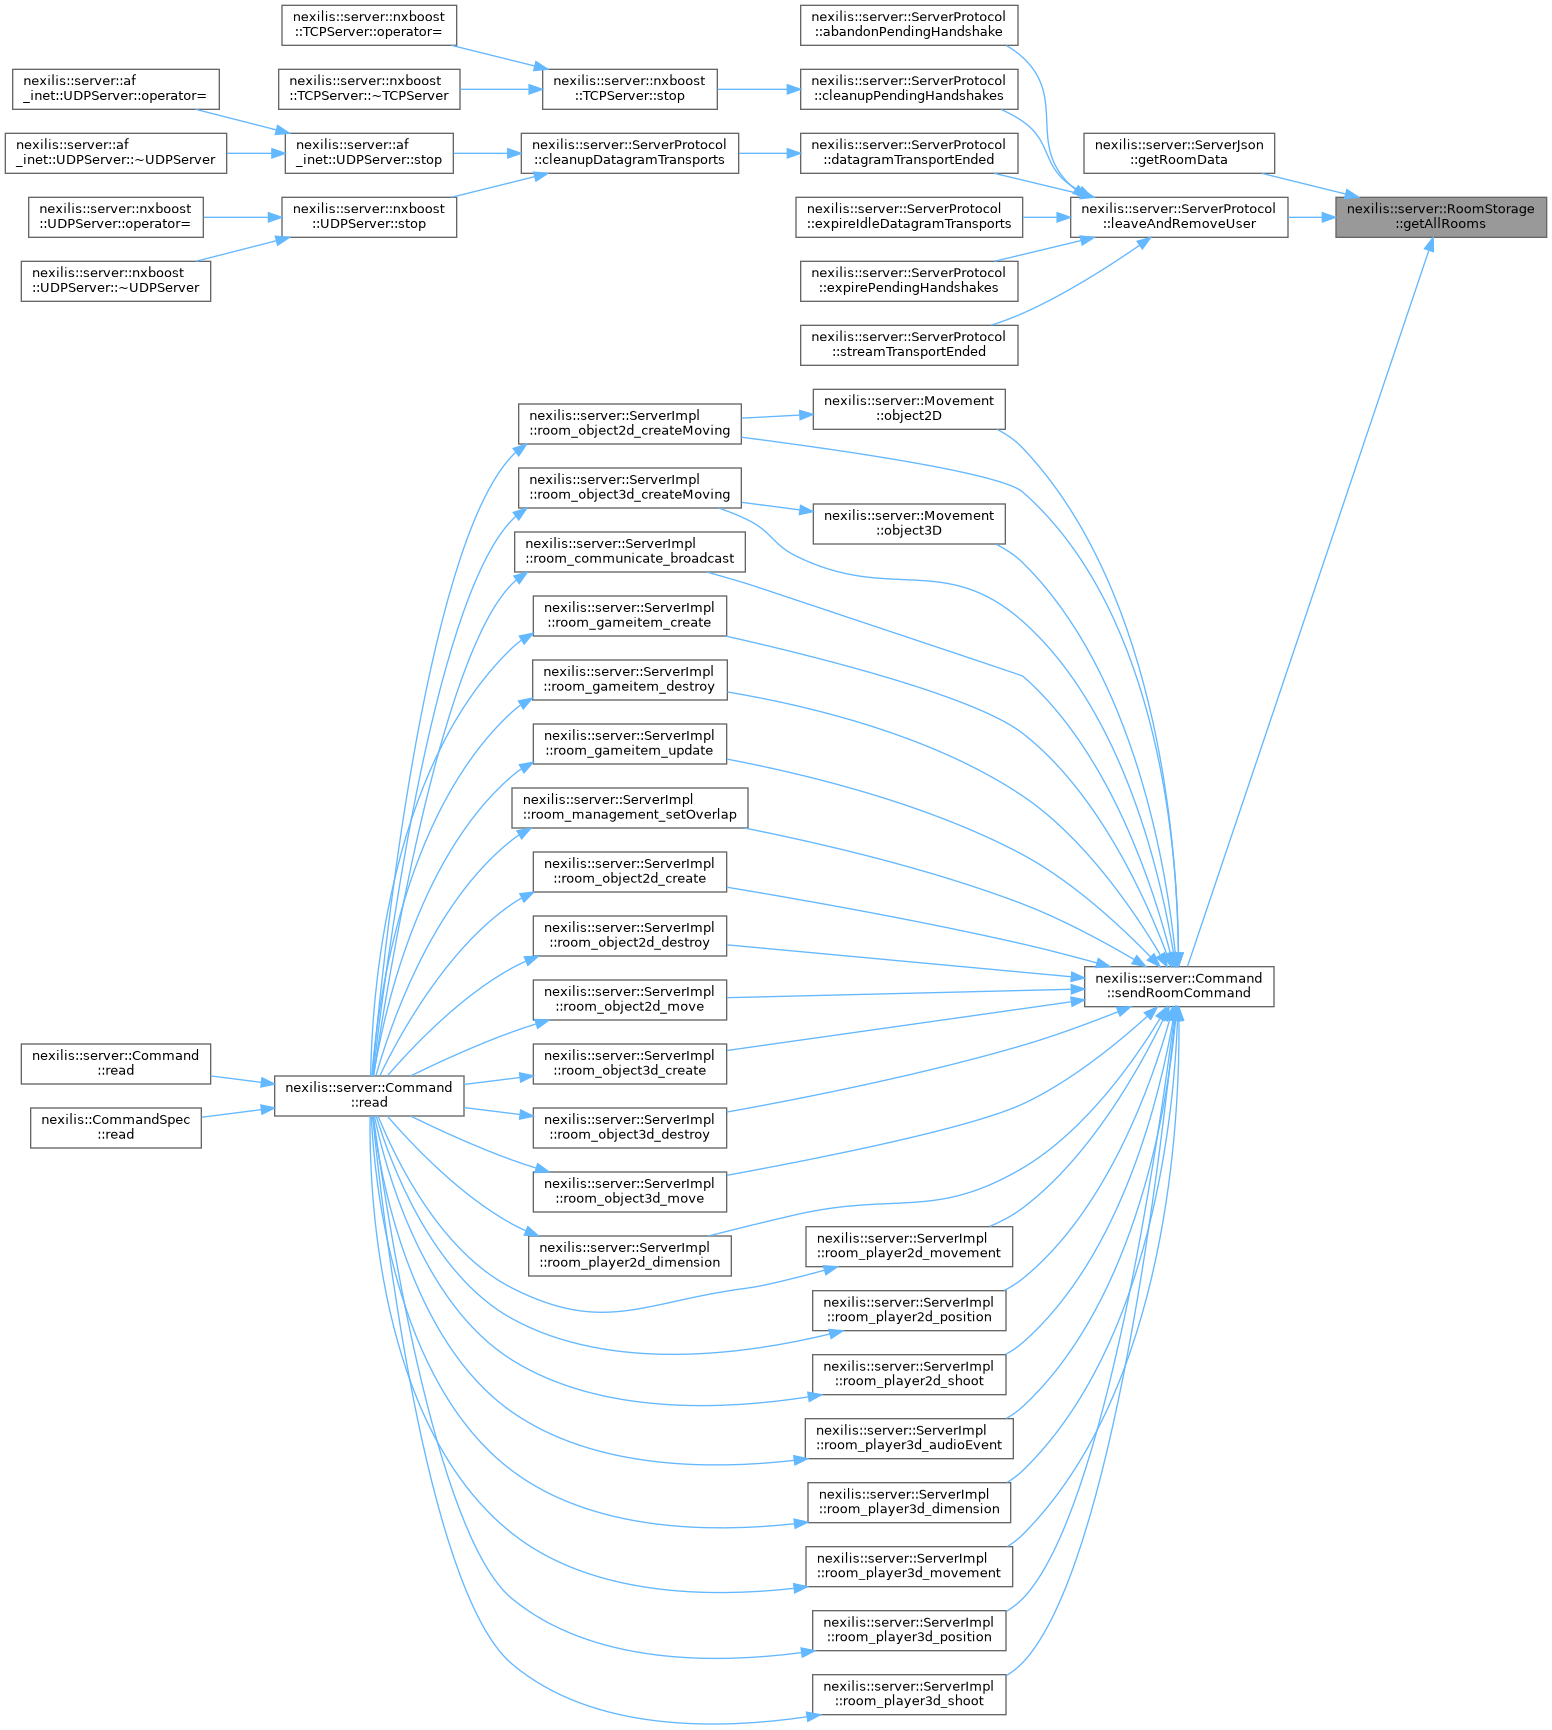 nexilis::server::nxboost
::TCPServer::operator=
nexilis::server::ServerProtocol
::abandonPendingHandshake
nexilis::server::af
_inet::UDPServer::operator=
nexilis::server::nxboost
::TCPServer::~TCPServer
nexilis::server::nxboost
::TCPServer::stop
nexilis::server::ServerProtocol
::cleanupPendingHandshakes
nexilis::server::af
_inet::UDPServer::~UDPServer
nexilis::server::af
_inet::UDPServer::stop
nexilis::server::ServerProtocol
::cleanupDatagramTransports
nexilis::server::ServerProtocol
::datagramTransportEnded
nexilis::server::ServerJson
::getRoomData
nexilis::server::nxboost
::UDPServer::operator=
nexilis::server::nxboost
::UDPServer::stop
nexilis::server::ServerProtocol
::expireIdleDatagramTransports
nexilis::server::ServerProtocol
::leaveAndRemoveUser
nexilis::server::RoomStorage
::getAllRooms
nexilis::server::nxboost
::UDPServer::~UDPServer
nexilis::server::ServerProtocol
::expirePendingHandshakes
nexilis::server::ServerProtocol
::streamTransportEnded
nexilis::server::ServerImpl
::room_object2d_createMoving
nexilis::server::Movement
::object2D
nexilis::server::ServerImpl
::room_object3d_createMoving
nexilis::server::Movement
::object3D
nexilis::server::ServerImpl
::room_communicate_broadcast
nexilis::server::ServerImpl
::room_gameitem_create
nexilis::server::ServerImpl
::room_gameitem_destroy
nexilis::server::ServerImpl
::room_gameitem_update
nexilis::server::ServerImpl
::room_management_setOverlap
nexilis::server::ServerImpl
::room_object2d_create
nexilis::server::ServerImpl
::room_object2d_destroy
nexilis::server::Command
::sendRoomCommand
nexilis::server::ServerImpl
::room_object2d_move
nexilis::server::Command
::read
nexilis::server::ServerImpl
::room_object3d_create
nexilis::server::Command
::read
nexilis::CommandSpec
::read
nexilis::server::ServerImpl
::room_object3d_destroy
nexilis::server::ServerImpl
::room_object3d_move
nexilis::server::ServerImpl
::room_player2d_dimension
nexilis::server::ServerImpl
::room_player2d_movement
nexilis::server::ServerImpl
::room_player2d_position
nexilis::server::ServerImpl
::room_player2d_shoot
nexilis::server::ServerImpl
::room_player3d_audioEvent
nexilis::server::ServerImpl
::room_player3d_dimension
nexilis::server::ServerImpl
::room_player3d_movement
nexilis::server::ServerImpl
::room_player3d_position
nexilis::server::ServerImpl
::room_player3d_shoot